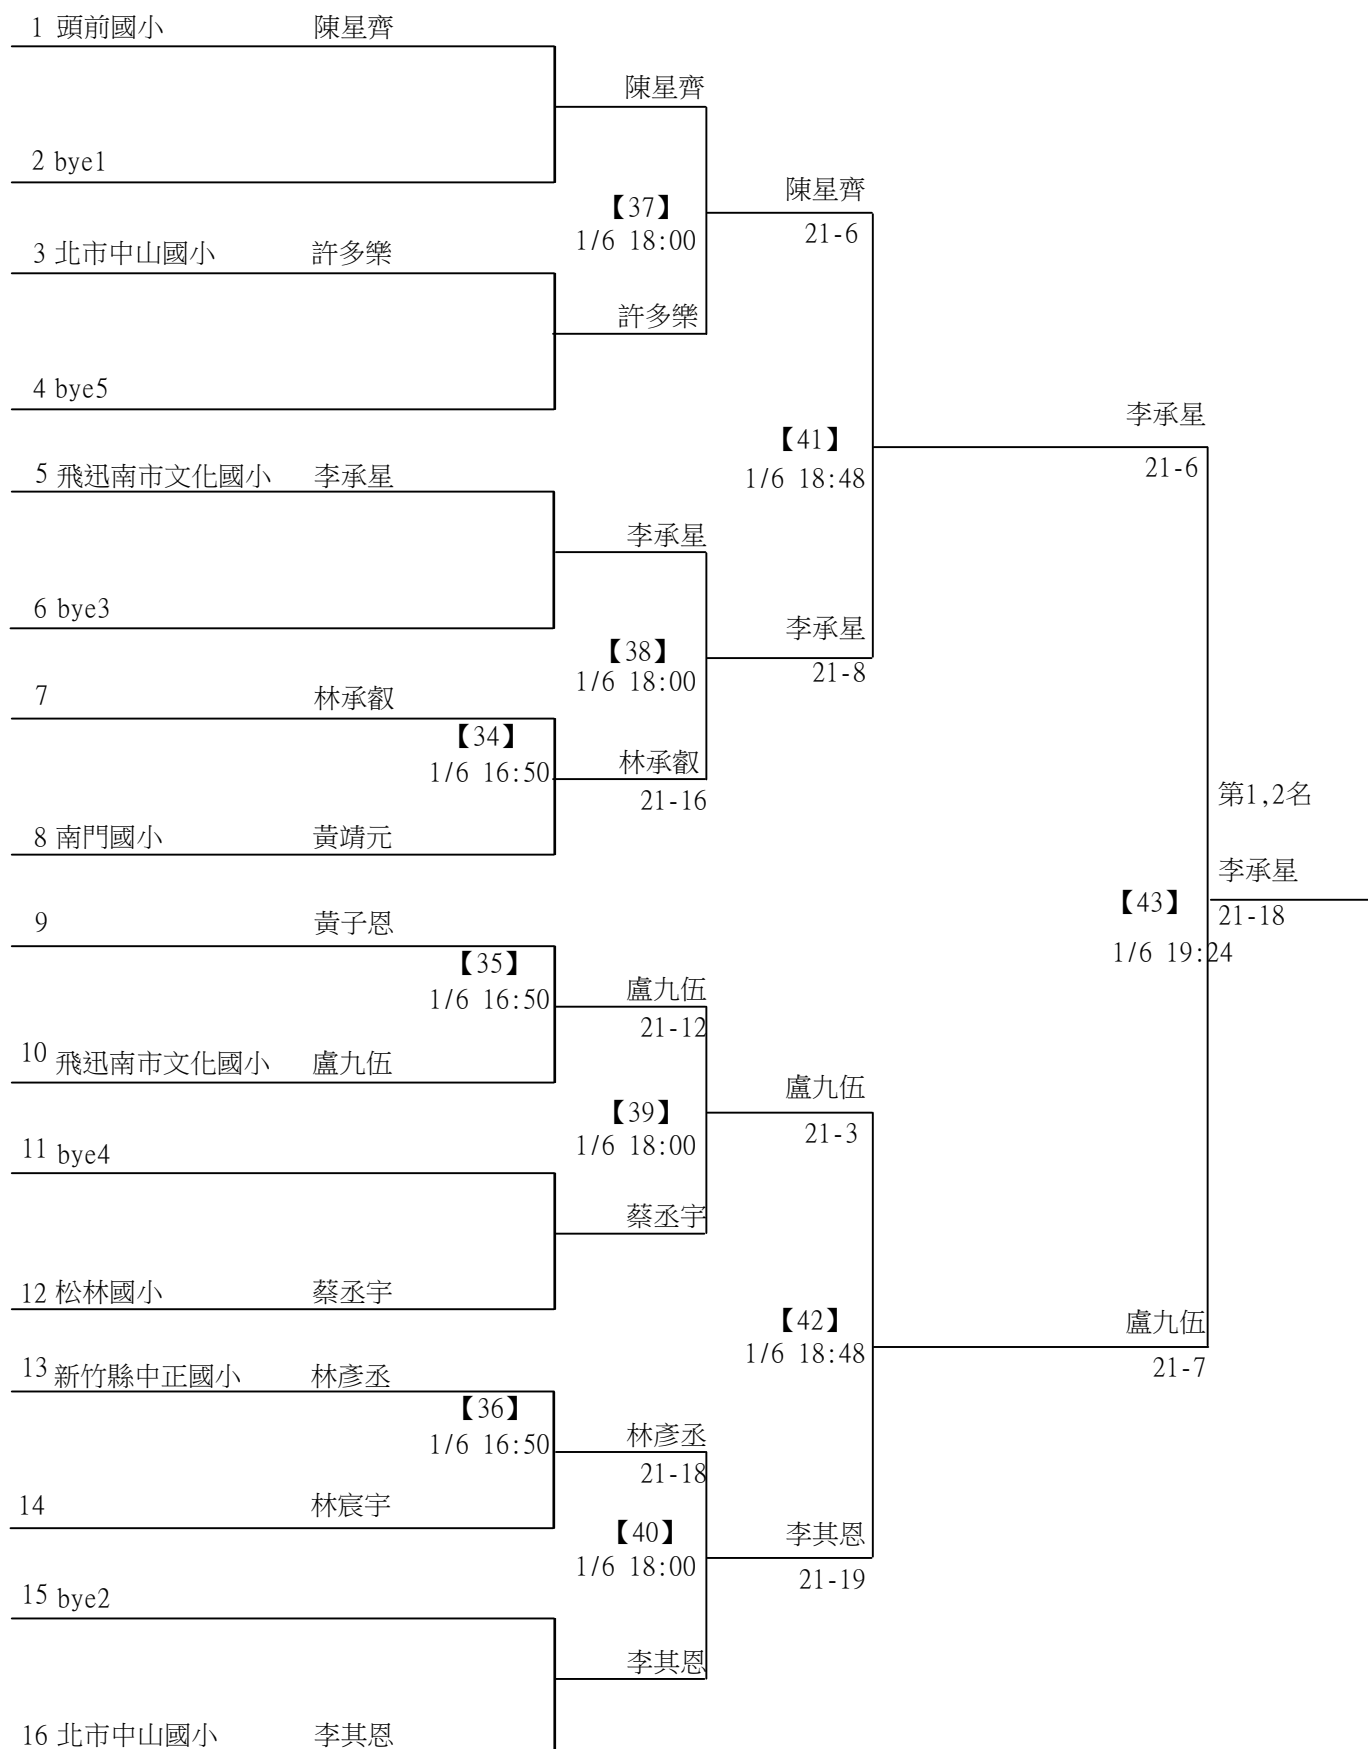 1 頭前國小 陳星齊
陳星齊
2 bye1
陳星齊
【37】
21-6
1/6 18:00
3 北市中山國小 許多樂
許多樂
4 bye5
李承星
【41】
21-6
1/6 18:48
5 飛迅南市文化國小 李承星
李承星
6 bye3
李承星
【38】
21-8
1/6 18:00
7 林承叡
【34】
1/6 16:50
林承叡
21-16
第1,2名
8 南門國小 黃靖元
李承星
【43】
21-18
1/6 19:24
9 黃子恩
【35】
1/6 16:50
盧九伍
21-12
10 飛迅南市文化國小 盧九伍
盧九伍
【39】
21-3
1/6 18:00
11 bye4
蔡丞宇
12 松林國小 蔡丞宇
【42】
盧九伍
1/6 18:48
21-7
13 新竹縣中正國小 林彥丞
【36】
1/6 16:50
林彥丞
21-18
14 林宸宇
【40】
李其恩
1/6 18:00
21-19
15 bye2
李其恩
16 北市中山國小 李其恩